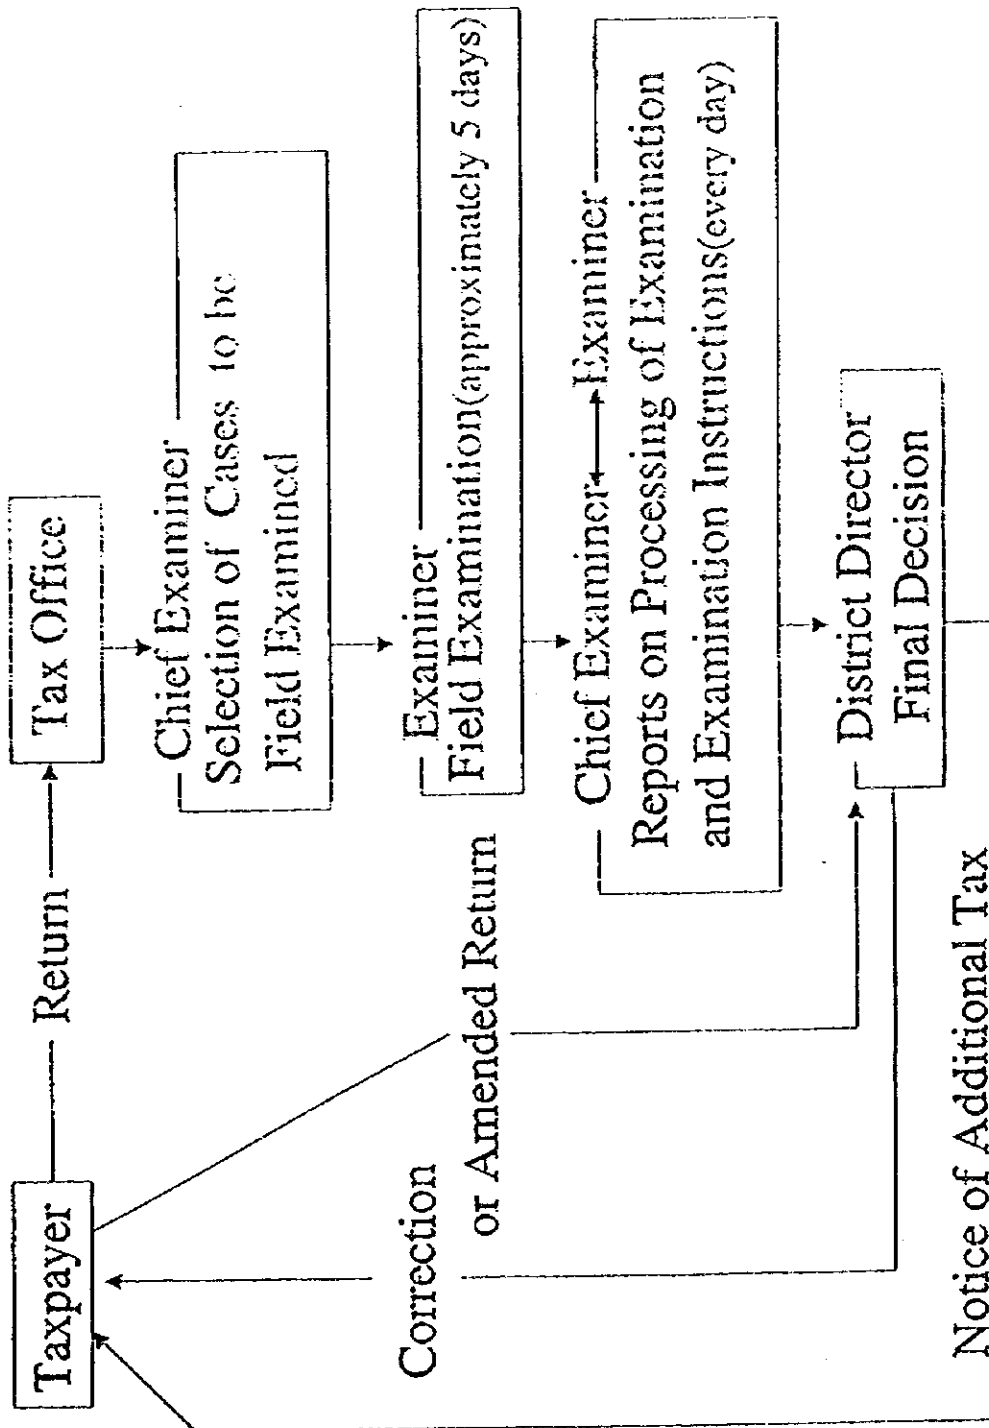 Taxpayer
Return
Tax Office
Chief Examiner
Selection of Cases to be
Field Examined
Examiner
Field Examination(approximately 5 days)
Chief Examiner Examiner
Reports on Processing of Examination
and Examination Instructions(every day)
Correction
or Amended Return
District Director
Final Decision
Notice of Additional Tax